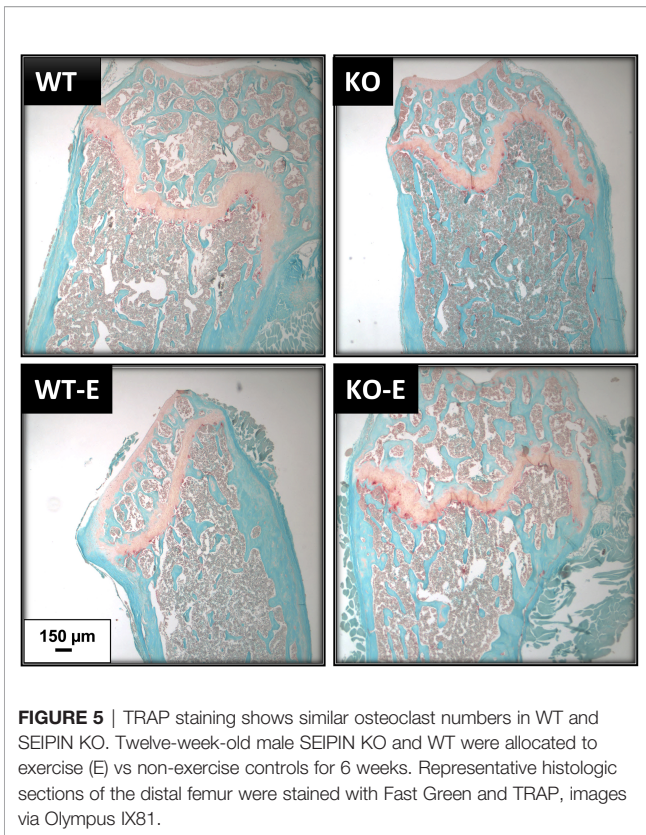 WT
KO
WT-E
KO-E
150 µm
FIGURE 5 | TRAP staining shows similar osteoclast numbers in WT and
SEIPIN KO. Twelve-week-old male SEIPIN KO and WT were allocated to
exercise (E) vs non-exercise controls for 6 weeks. Representative histologic
sections of the distal femur were stained with Fast Green and TRAP, images
via Olympus IX81.